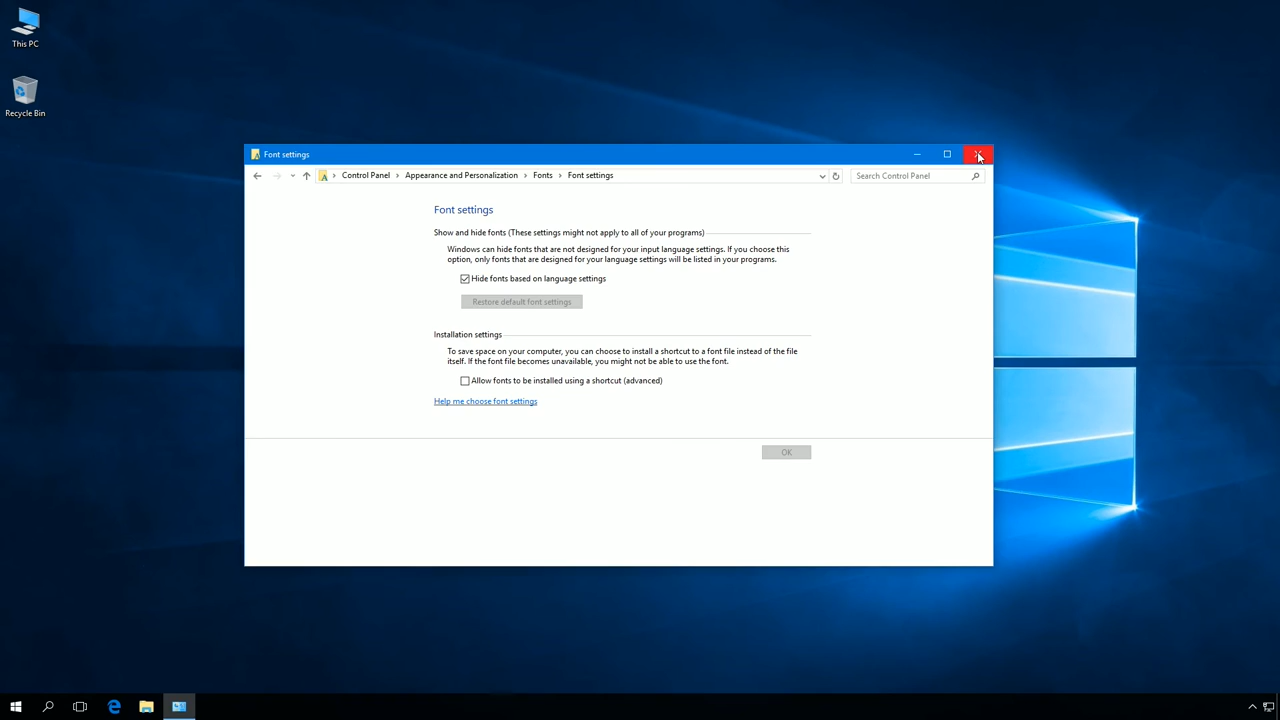 This PC
Recycle Bin
Font settings
Control Panel
Appearance and Personalization
Fonts
Font settings
Search Control Panel
Font settings
Show and hide fonts (These settings might not apply to all of your programs)
Windows can hide fonts that are not designed for your input language settings. If you choose this
option, only fonts that are designed for your language settings will be listed in your programs.
Hide fonts based on language settings
Restore default font settings
Installation settings
To save space on your computer, you can choose to install a shortcut to a font file instead of the file
itself. If the font file becomes unavailable, you might not be able to use the font.
Allow fonts to be installed using a shortcut (advanced)
Help me choose font settings
OK